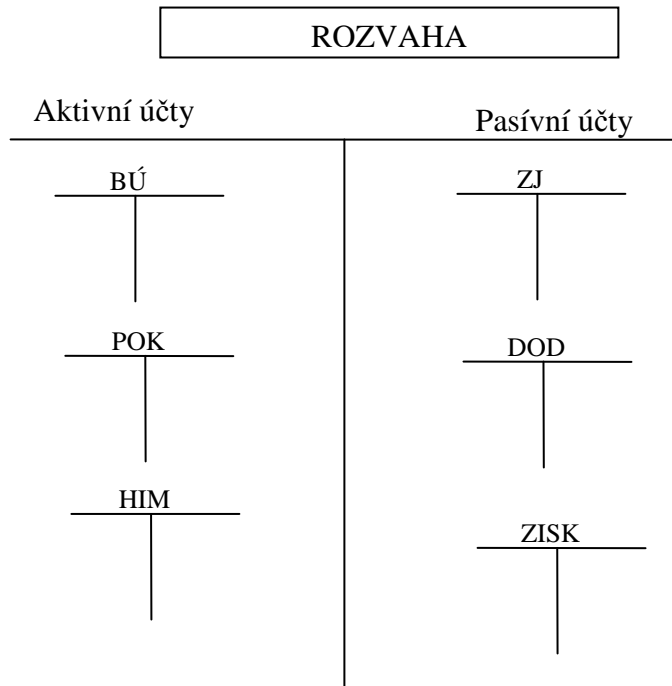 ROZVAHA
Aktivní účty
Pasívní účty
BÚ
ZJ
POK
DOD
HIM
ZISK